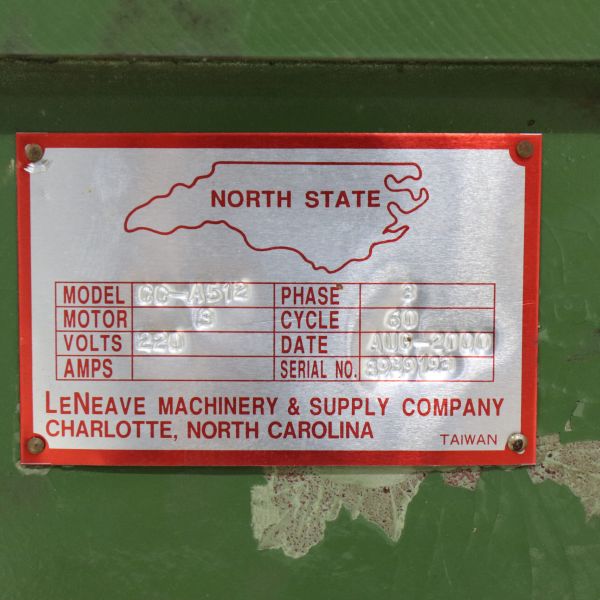 NORTH STATE
MODEL CC-A512 PHASE 3
MOTOR 3 CYCLE 60
VOLTS 220 DATE AUG-2000
AMPS SERIAL NO.
LENEAVE MACHINERY & SUPPLY COMPANY
CHARLOTTE, NORTH CAROLINA
TAIWAN